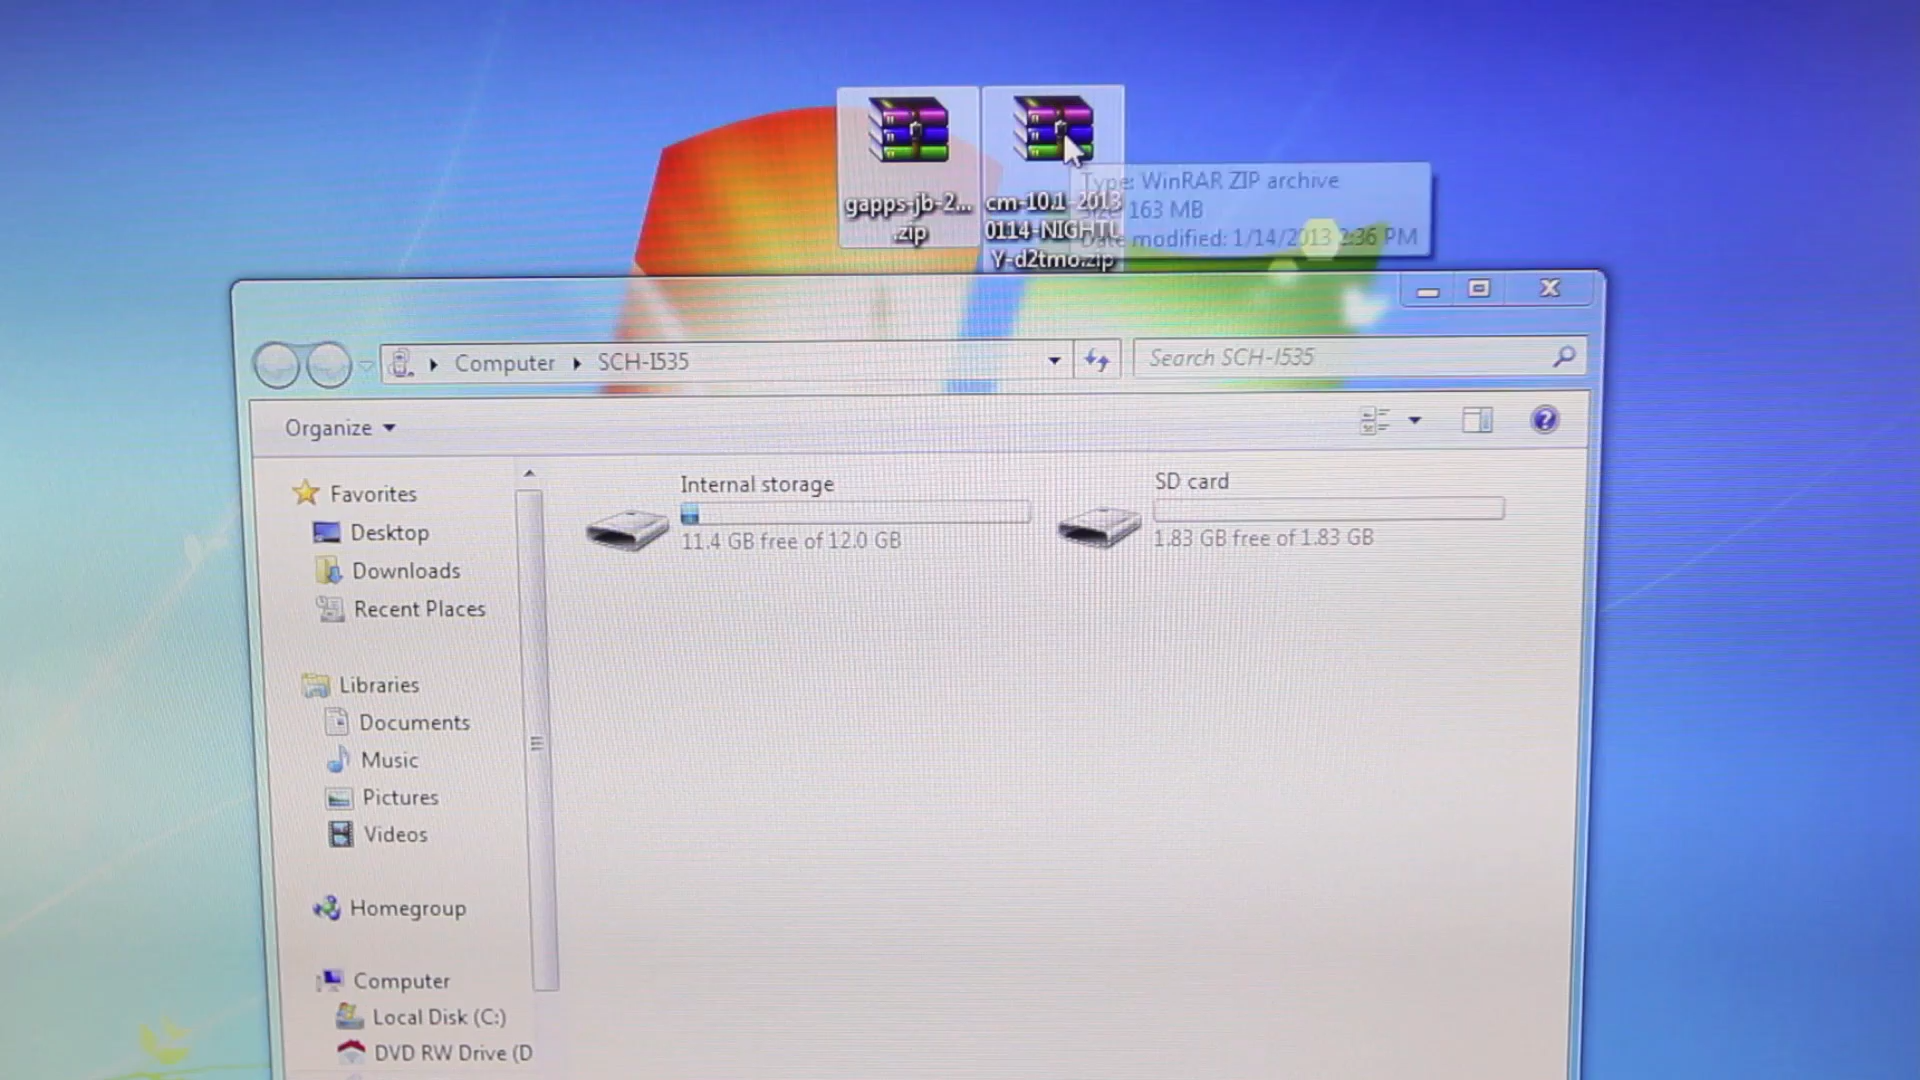 gapps-jb-2...
.zip
cm-10.1-2013
0114-NIGHTL
Y-d2tmo.zip
Type: WinRAR ZIP archive
Size: 163 MB
Date modified: 1/14/2013 2:36 PM
Computer
SCH-I535
Search SCH-I535
Organize
Favorites
Desktop
Downloads
Recent Places
Libraries
Documents
Music
Pictures
Videos
Homegroup
Computer
Local Disk (C:)
DVD RW Drive (D
Internal storage
11.4 GB free of 12.0 GB
SD card
1.83 GB free of 1.83 GB